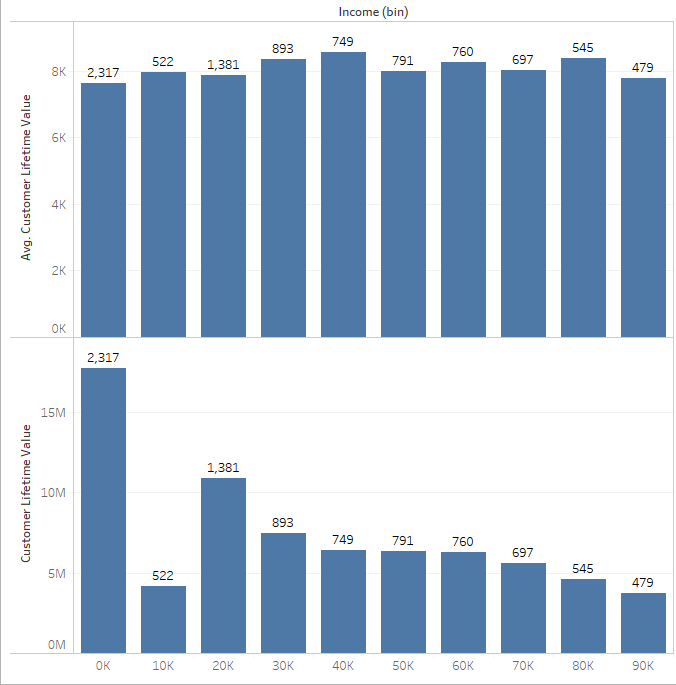 Income (bin)
Avg. Customer Lifetime Value
8K
6K
4K
2K
0K
2,317
522
1,381
893
749
791
760
697
545
479
Customer Lifetime Value
15M
10M
5M
0M
2,317
522
1,381
893
749
791
760
697
545
479
0K 10K 20K 30K 40K 50K 60K 70K 80K 90K